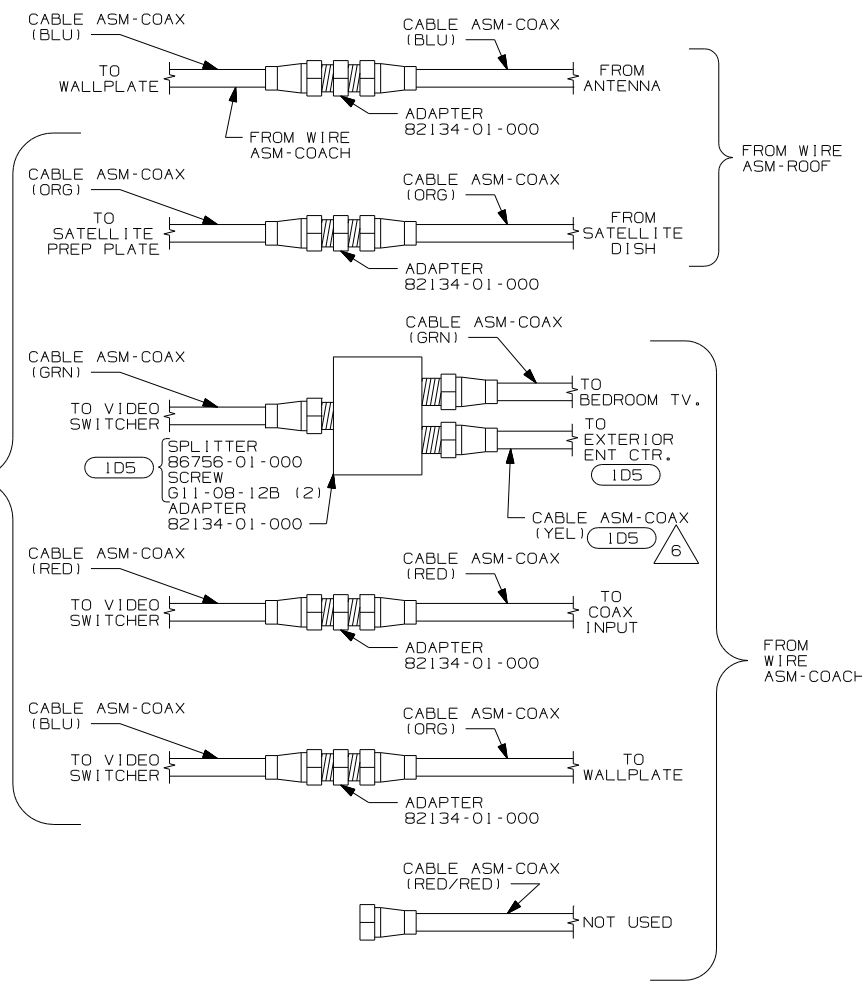 CABLE ASM-COAX
(BLU)
CABLE ASM-COAX
(BLU)
TO
WALLPLATE
FROM
ANTENNA
ADAPTER
82134-01-000
FROM WIRE
ASM-COACH
FROM WIRE
ASM-ROOF
CABLE ASM-COAX
(ORG)
CABLE ASM-COAX
(ORG)
TO
SATELLITE
PREP PLATE
FROM
SATELLITE
DISH
ADAPTER
82134-01-000
CABLE ASM-COAX
(GRN)
CABLE ASM-COAX
(GRN)
TO
BEDROOM TV.
TO VIDEO
SWITCHER
TO
EXTERIOR
ENT CTR.
1D5
1D5
SPLITTER
86756-01-000
SCREW
G11-08-12B (2)
ADAPTER
82134-01-000
CABLE ASM-COAX
(YEL)
1D5
6
CABLE ASM-COAX
(RED)
CABLE ASM-COAX
(RED)
TO VIDEO
SWITCHER
TO
COAX
INPUT
ADAPTER
82134-01-000
FROM
WIRE
ASM-COACH
CABLE ASM-COAX
(BLU)
CABLE ASM-COAX
(ORG)
TO VIDEO
SWITCHER
TO
WALLPLATE
ADAPTER
82134-01-000
CABLE ASM-COAX
(RED/RED)
NOT USED